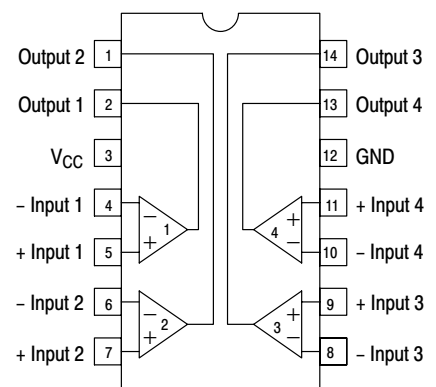 Output 2 1 14 Output 3
Output 1 2 13 Output 4
VCC 3 12 GND
– Input 1 4 – 1 + 11 + Input 4
+ Input 1 5 + 4 – 10 – Input 4
– Input 2 6 – 2 + 9 + Input 3
+ Input 2 7 + 3 – 8 – Input 3